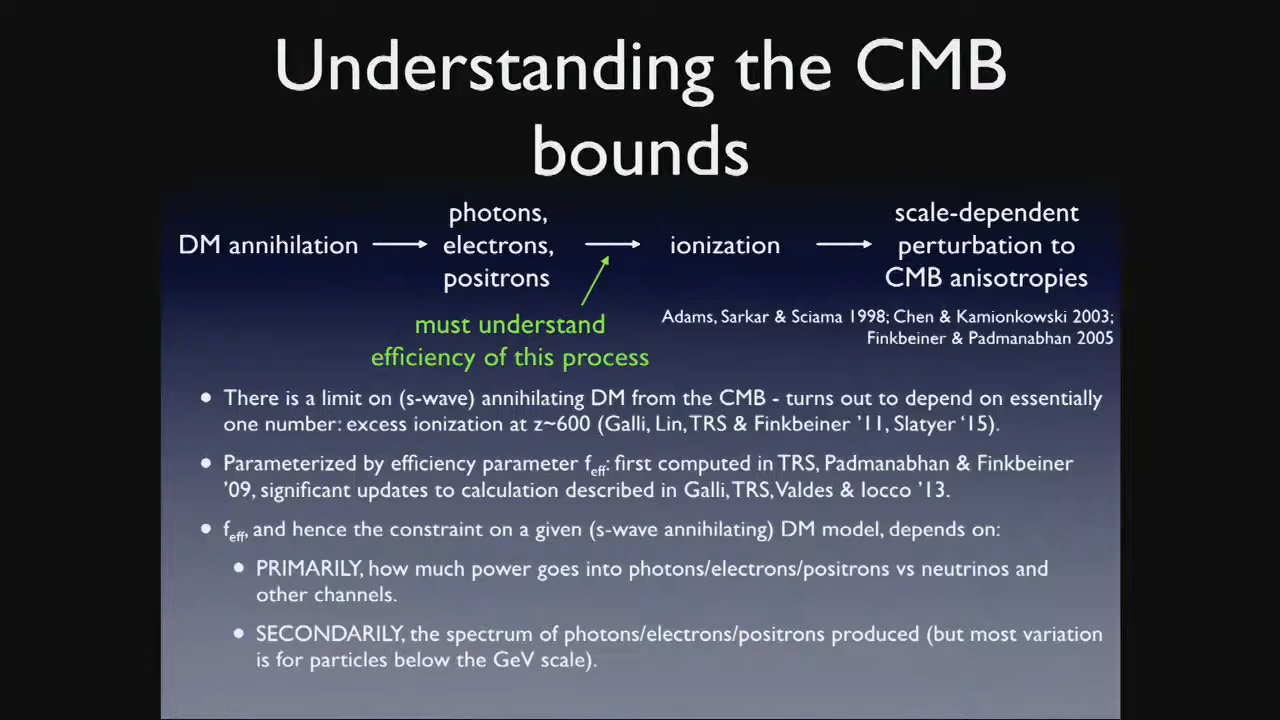 Understanding the CMB
bounds
DM annihilation
photons,
electrons,
positrons
ionization
scale-dependent
perturbation to
CMB anisotropies
must understand
efficiency of this process
Adams, Sarkar & Sciama 1998; Chen & Kamionkowski 2003;
Finkbeiner & Padmanabhan 2005
• There is a limit on (s-wave) annihilating DM from the CMB - turns out to depend on essentially
one number: excess ionization at z~600 (Galli, Lin, TRS & Finkbeiner ’11, Slatyer ‘15).
• Parameterized by efficiency parameter feff: first computed in TRS, Padmanabhan & Finkbeiner
’09, significant updates to calculation described in Galli, TRS, Valdes & Iocco ’13.
• feff, and hence the constraint on a given (s-wave annihilating) DM model, depends on:
• PRIMARILY, how much power goes into photons/electrons/positrons vs neutrinos and
other channels.
• SECONDARILY, the spectrum of photons/electrons/positrons produced (but most variation
is for particles below the GeV scale).